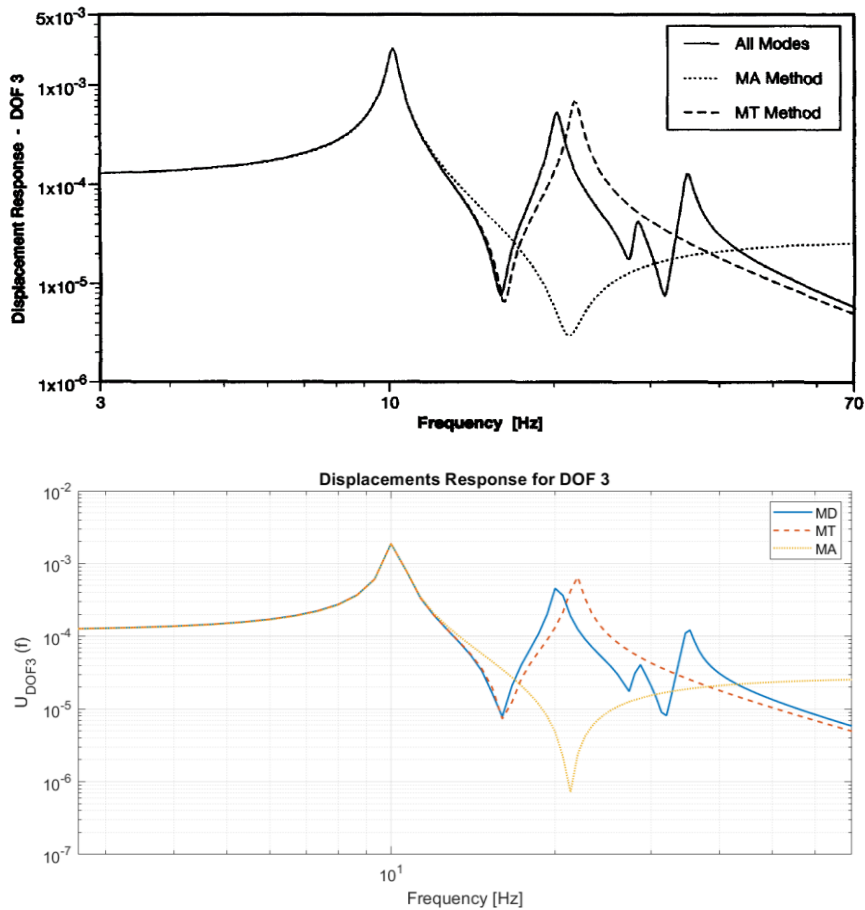 5x10⁻³
1x10⁻³
1x10⁻⁴
1x10⁻⁵
1x10⁻⁶
Displacement Response - DOF 3
All Modes
MA Method
MT Method
3
10
70
Frequency [Hz]
Displacements Response for DOF 3
10⁻²
10⁻³
10⁻⁴
10⁻⁵
10⁻⁶
10⁻⁷
U_DOF3 (f)
MD
MT
MA
10¹
Frequency [Hz]